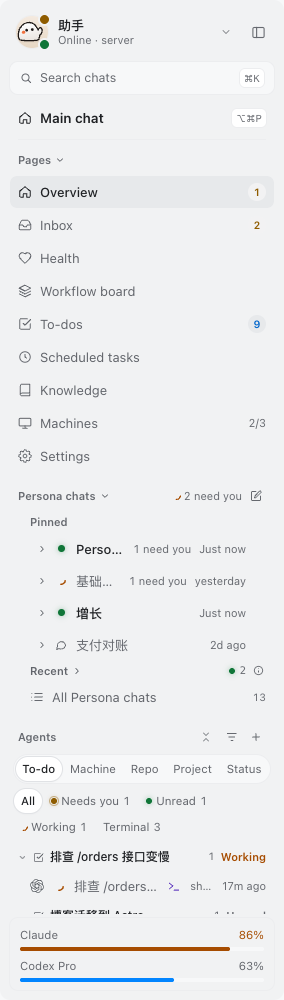 助手
Online · server
Search chats ⌘K
Main chat ⌥⌘P
Pages
Overview 1
Inbox 2
Health
Workflow board
To-dos 9
Scheduled tasks
Knowledge
Machines 2/3
Settings
Persona chats 2 need you
Pinned
Perso... 1 need you Just now
基础... 1 need you yesterday
增长 Just now
支付对账 2d ago
Recent 2
All Persona chats 13
Agents
To-do Machine Repo Project Status
All Needs you 1 Unread 1
Working 1 Terminal 3
排查 /orders 接口变慢 1 Working
排查 /orders... sh... 17m ago
Claude 86%
Codex Pro 63%